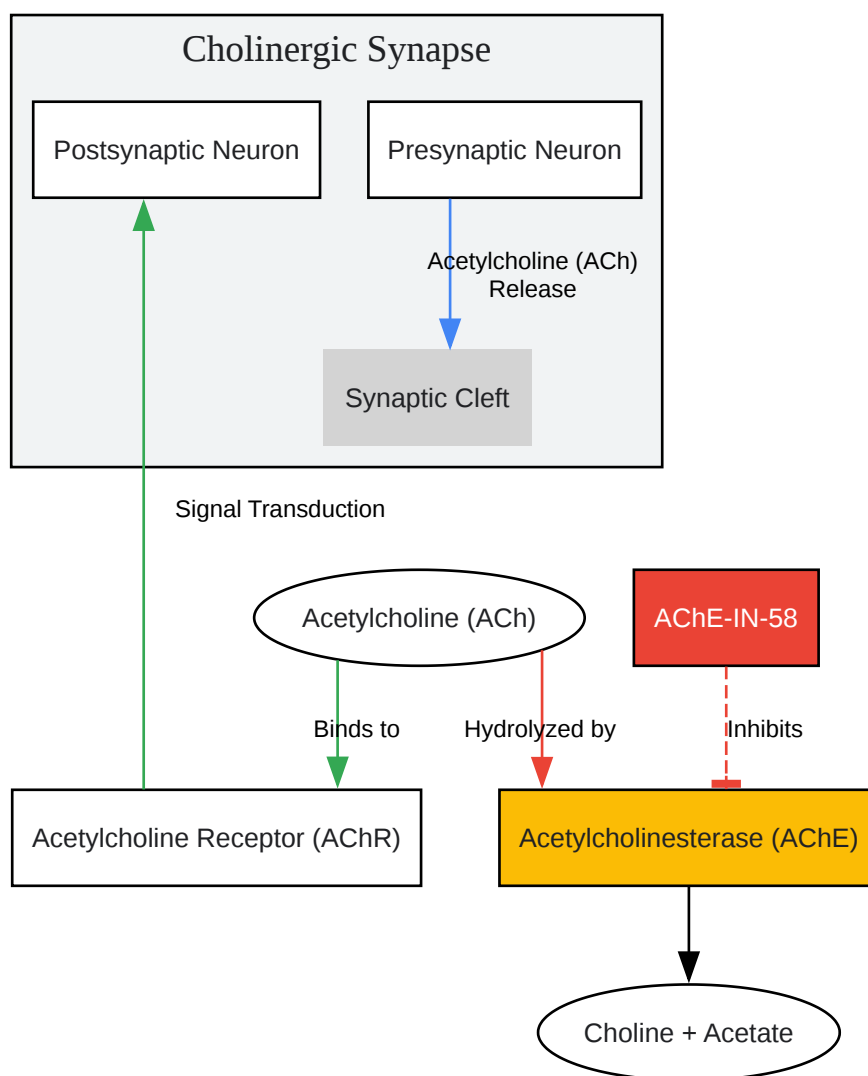 Cholinergic Synapse
Postsynaptic Neuron
Presynaptic Neuron
Acetylcholine (ACh)
Release
Synaptic Cleft
Signal Transduction
Acetylcholine (ACh)
AChE-IN-58
Binds to
Hydrolyzed by
Inhibits
Acetylcholine Receptor (AChR)
Acetylcholinesterase (AChE)
Choline + Acetate